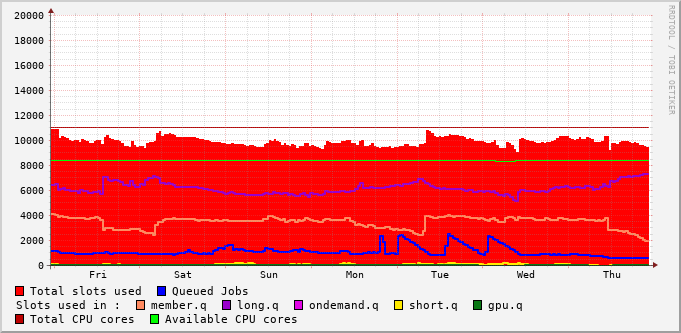 20000
18000
16000
14000
12000
10000
8000
6000
4000
2000
0
Fri Sat Sun Mon Tue Wed Thu
Total slots used Queued Jobs
Slots used in : member.q long.q ondemand.q short.q gpu.q
Total CPU cores Available CPU cores
RRDTOOL / TOBI OETIKER